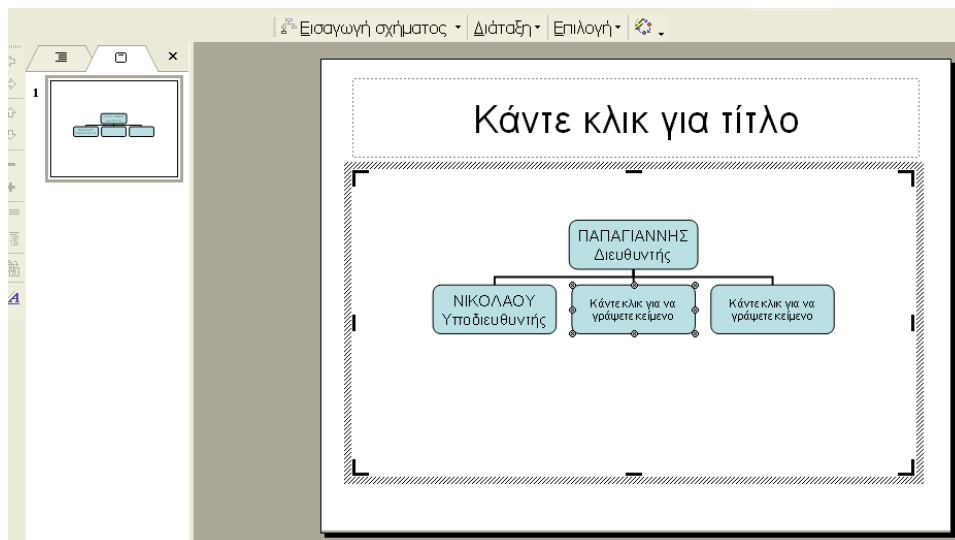 Εισαγωγή σχήματος Διάταξη Επιλογή
1
Κάντε κλικ για τίτλο
ΠΑΠΑΓΙΑΝΝΗΣ
Διευθυντής
ΝΙΚΟΛΑΟΥ
Υποδιευθυντής
Κάντε κλικ για να
γράψετε κείμενο
Κάντε κλικ για να
γράψετε κείμενο